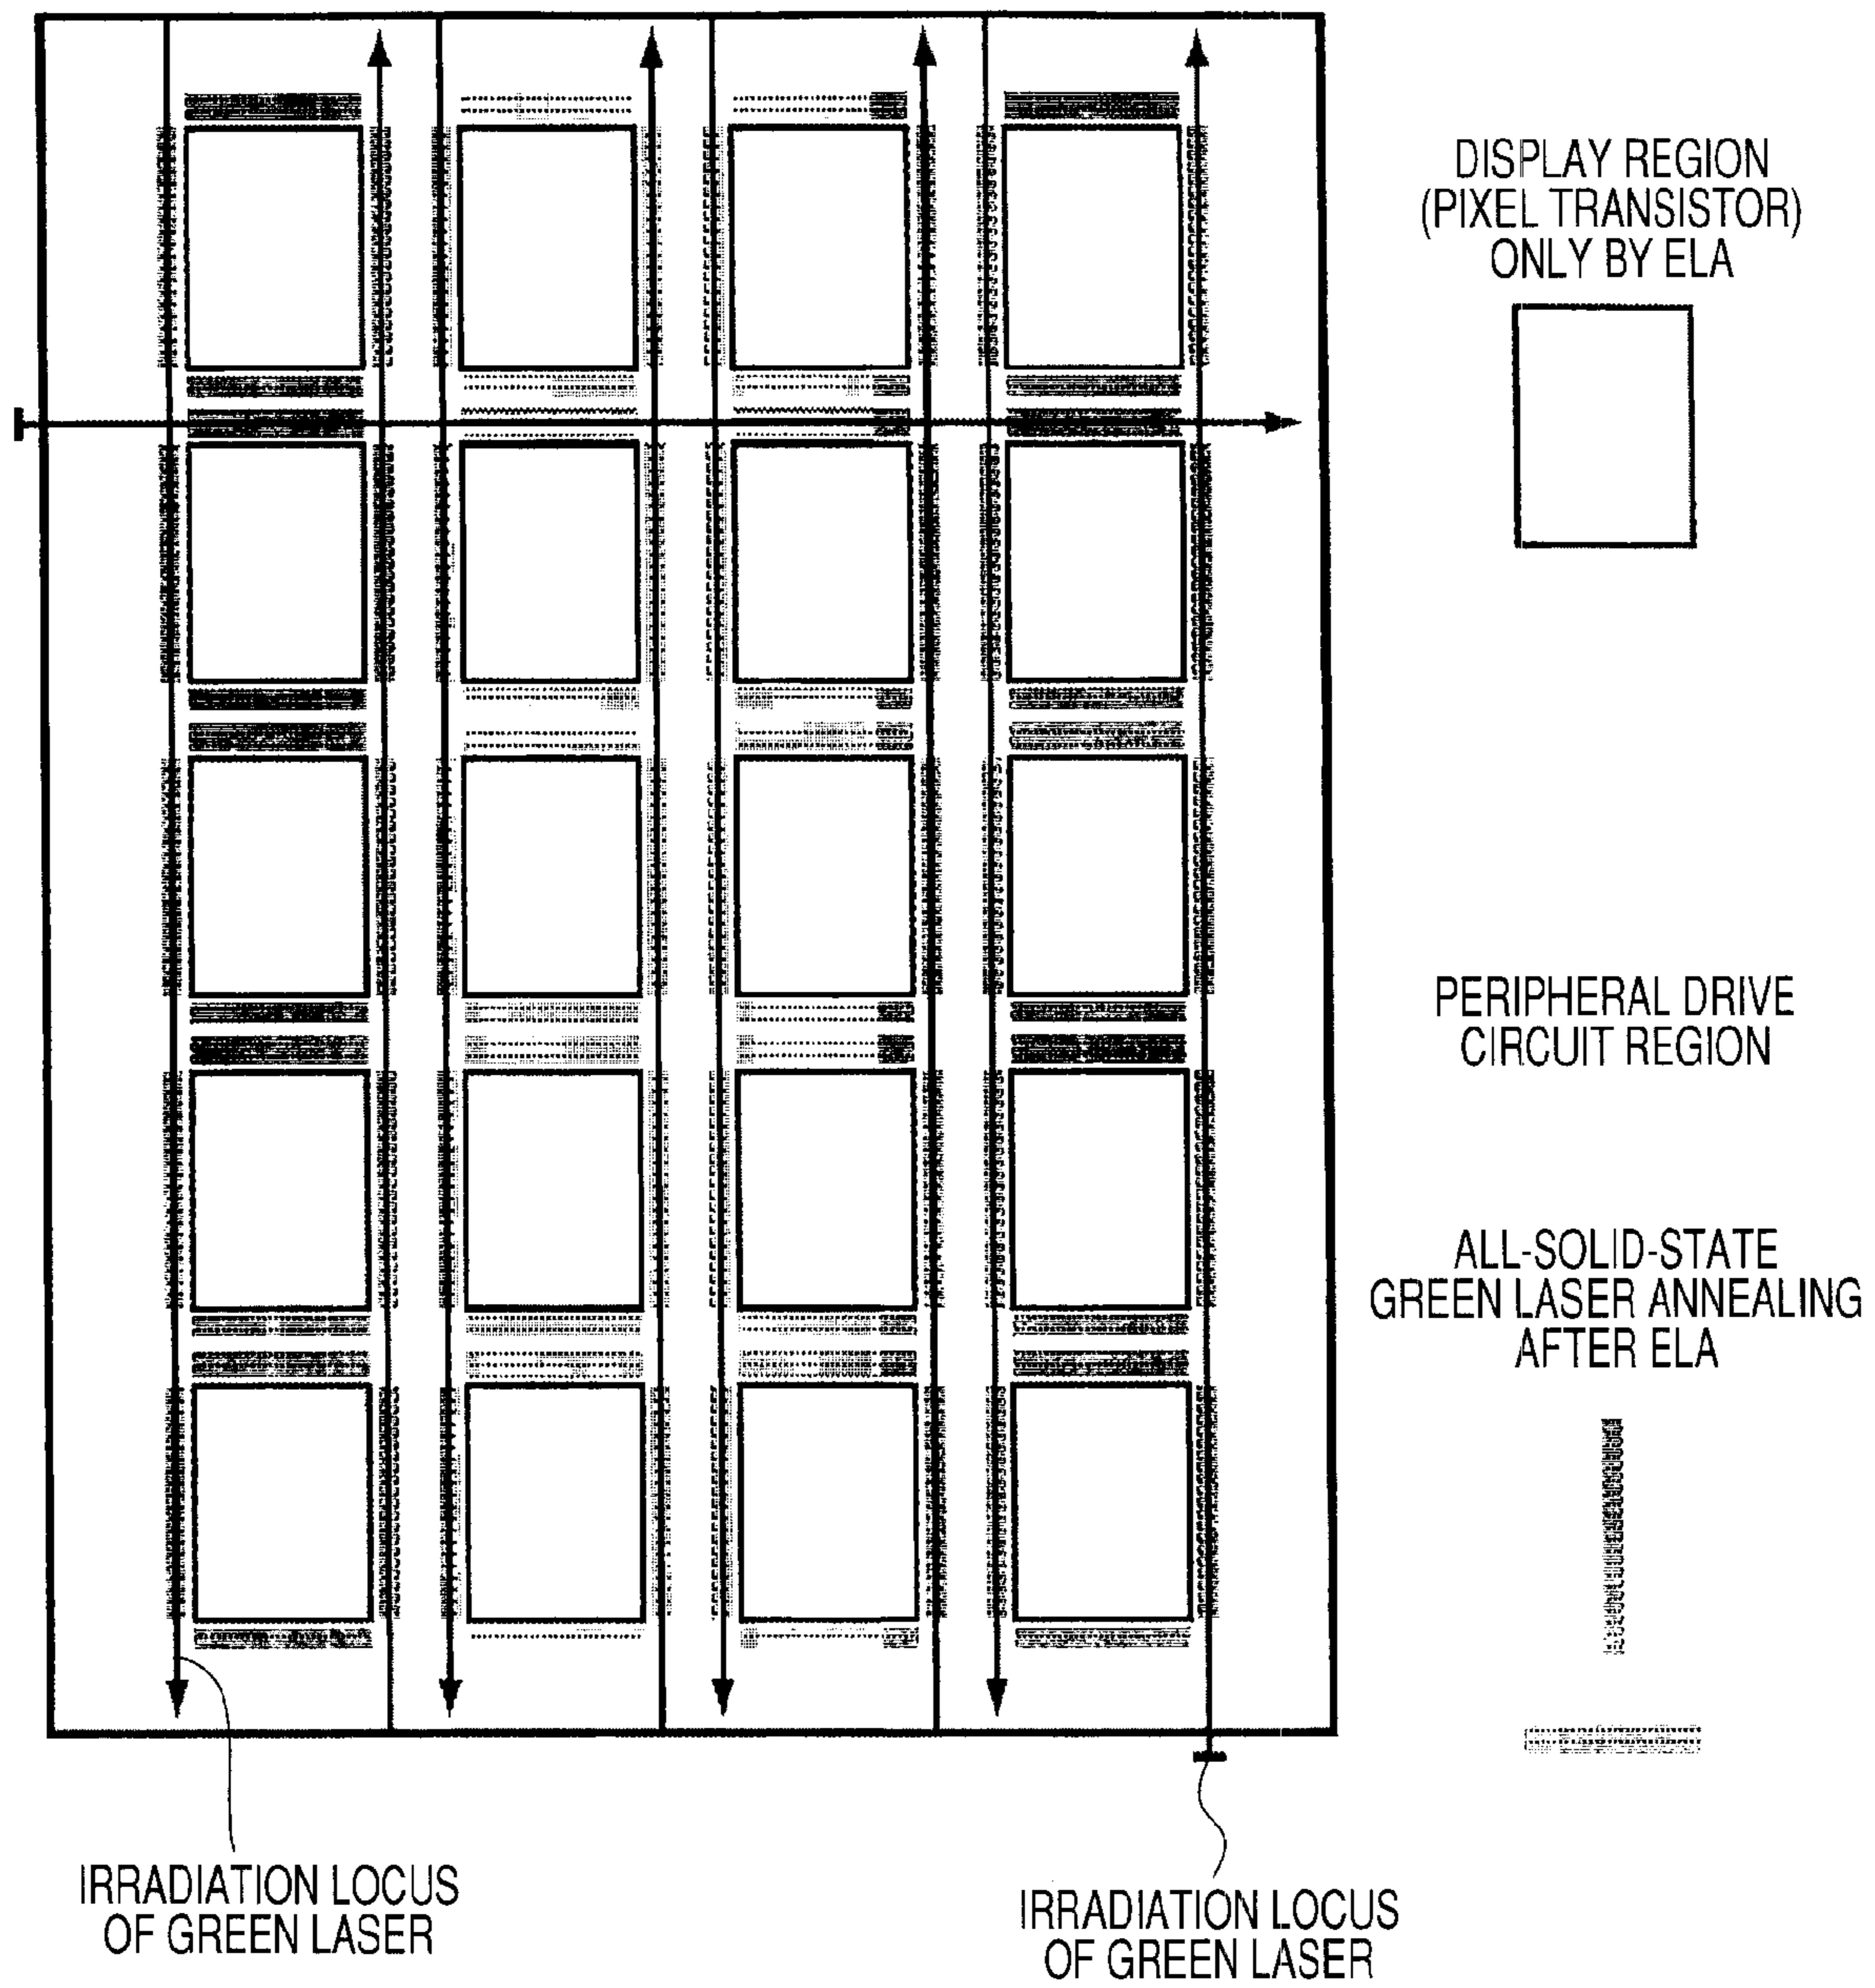 DISPLAY REGION
(PIXEL TRANSISTOR)
ONLY BY ELA
PERIPHERAL DRIVE
CIRCUIT REGION
ALL-SOLID-STATE
GREEN LASER ANNEALING
AFTER ELA
IRRADIATION LOCUS
OF GREEN LASER
IRRADIATION LOCUS
OF GREEN LASER